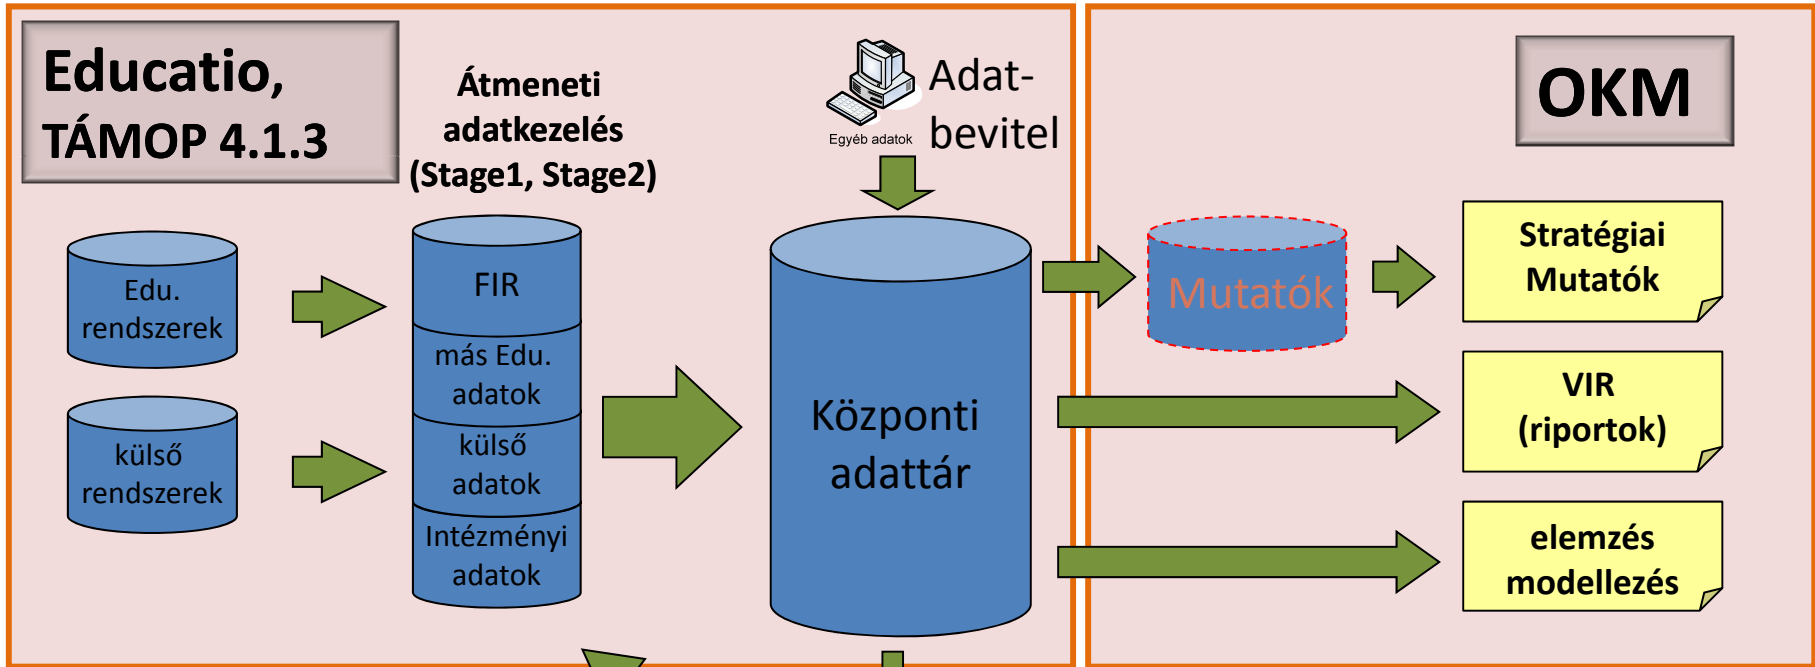 Educatio,
TÁMOP 4.1.3
Átmeneti
adatkezelés
(Stage1, Stage2)
Egyéb adatok
Adat-
bevitel
OKM
Edu.
rendszerek
külső
rendszerek
FIR
más Edu.
adatok
külső
adatok
Intézményi
adatok
Központi
adattár
Mutatók
Stratégiai
Mutatók
VIR
(riportok)
elemzés
modellezés